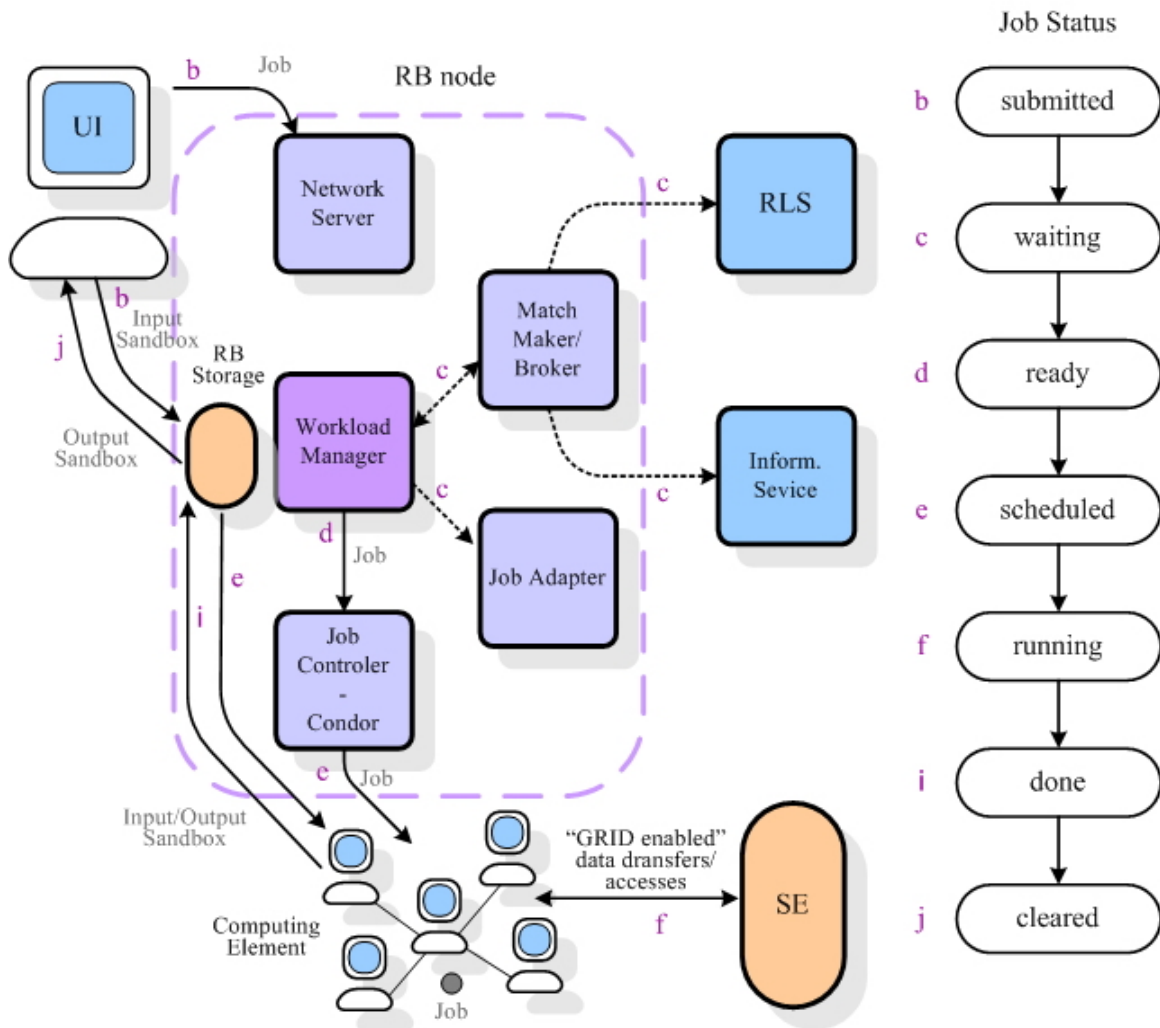 Job Status
RB node
b
Job
UI
Network
Server
b
submitted
c
RLS
c
waiting
b
Input
Sandbox
j
RB
Storage
Match
Maker/
Broker
c
d
ready
Output
Sandbox
Workload
Manager
Inform.
Sevice
c
c
e
scheduled
d
Job
Job Adapter
e
i
Job
Controler
-
Condor
f
running
e
Job
i
done
Input/Output
Sandbox
“GRID enabled”
data dransfers/
accesses
f
SE
Computing
Element
Job
j
cleared